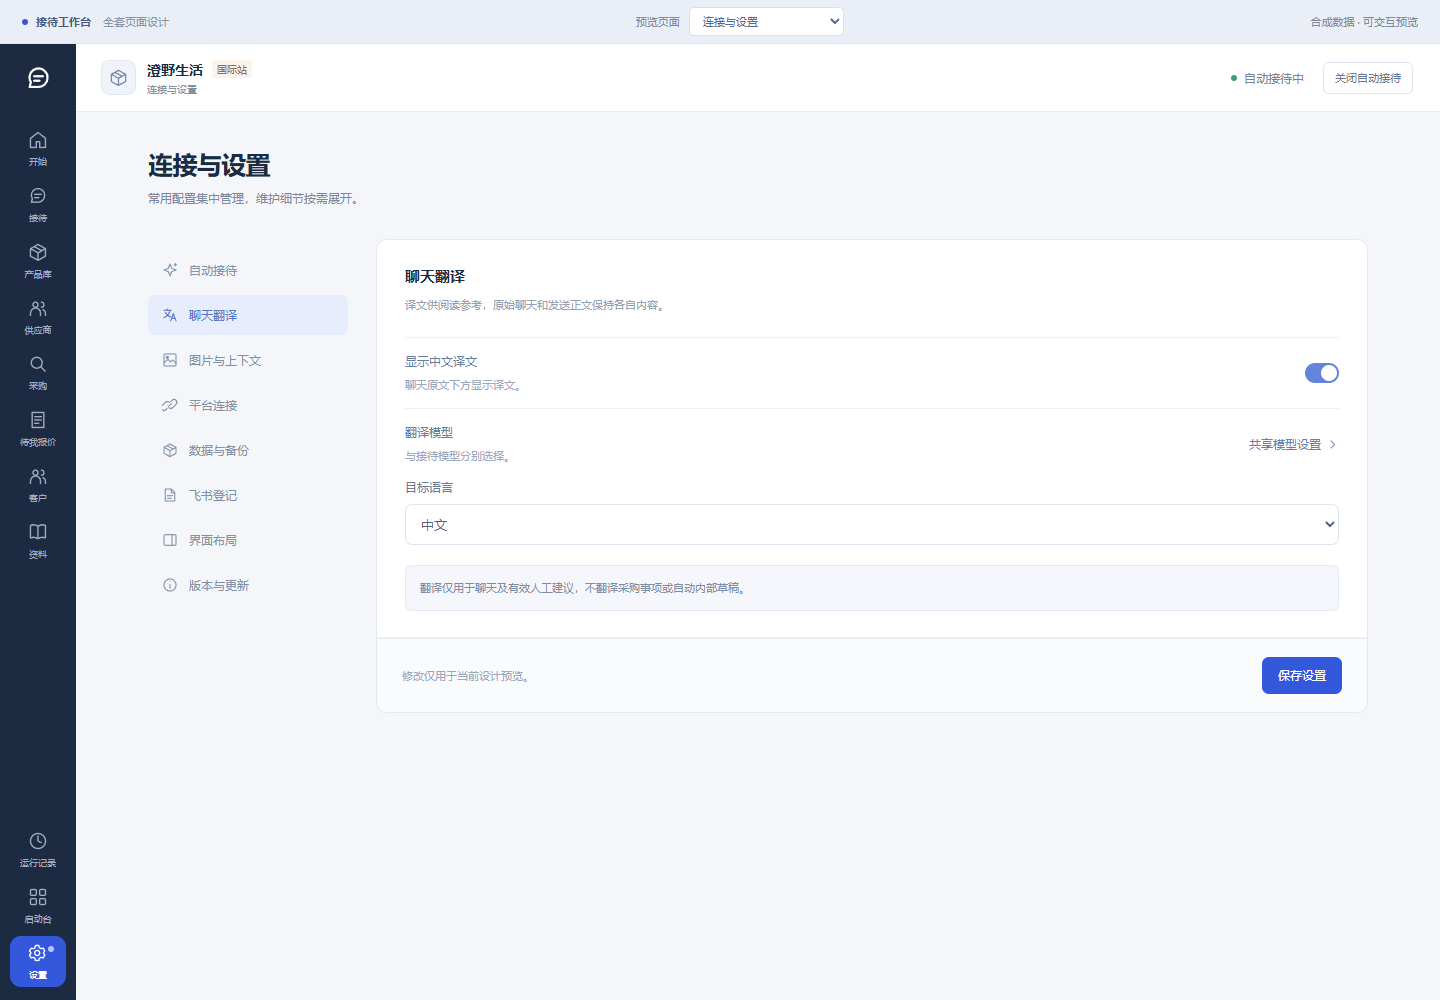 接待工作台 全套页面设计
预览页面 连接与设置
合成数据 · 可交互预览
澄野生活 国际站
连接与设置
自动接待中
关闭自动接待
开始
接待
产品库
供应商
采购
待我报价
客户
资料
运行记录
启动台
设置
连接与设置
常用配置集中管理，维护细节按需展开。
自动接待
聊天翻译
图片与上下文
平台连接
数据与备份
飞书登记
界面布局
版本与更新
聊天翻译
译文供阅读参考，原始聊天和发送正文保持各自内容。
显示中文译文
聊天原文下方显示译文。
翻译模型
与接待模型分别选择。
共享模型设置
目标语言
中文
翻译仅用于聊天及有效人工建议，不翻译采购事项或自动内部草稿。
修改仅用于当前设计预览。
保存设置